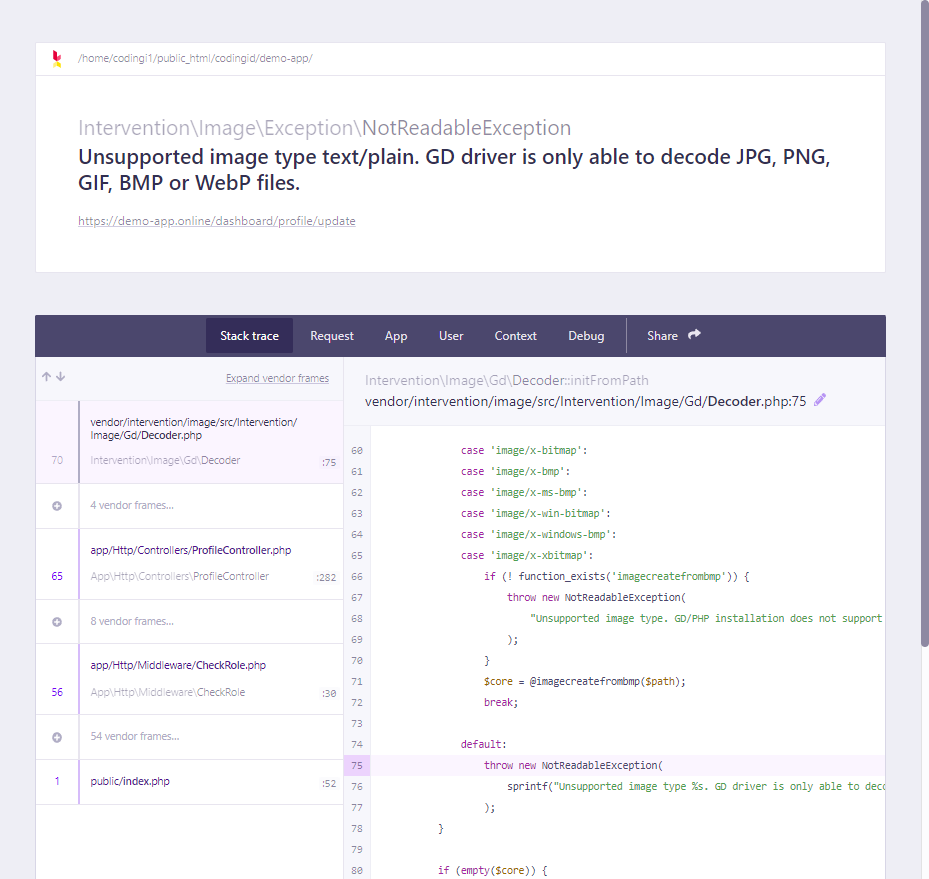 /home/codingi1/public_html/codingid/demo-app/
Intervention\Image\Exception\NotReadableException
Unsupported image type text/plain. GD driver is only able to decode JPG, PNG,
GIF, BMP or WebP files.
https://demo-app.online/dashboard/profile/update
Stack trace Request App User Context Debug Share
Expand vendor frames
vendor/intervention/image/src/Intervention/
Image/Gd/Decoder.php
70 Intervention\Image\Gd\Decoder :75
4 vendor frames...
app/Http/Controllers/ProfileController.php
65 App\Http\Controllers\ProfileController :282
8 vendor frames...
app/Http/Middleware/CheckRole.php
56 App\Http\Middleware\CheckRole :30
54 vendor frames...
1 public/index.php :52
Intervention\Image\Gd\Decoder::initFromPath
vendor/intervention/image/src/Intervention/Image/Gd/Decoder.php:75
60 case 'image/x-bitmap':
61 case 'image/x-bmp':
62 case 'image/x-ms-bmp':
63 case 'image/x-win-bitmap':
64 case 'image/x-windows-bmp':
65 case 'image/x-xbitmap':
66 if (! function_exists('imagecreatefrombmp')) {
67 throw new NotReadableException(
68 "Unsupported image type. GD/PHP installation does not support
69 );
70 }
71 $core = @imagecreatefrombmp($path);
72 break;
73
74 default:
75 throw new NotReadableException(
76 sprintf("Unsupported image type %s. GD driver is only able to deco
77 );
78 }
79
80 if (empty($core)) {